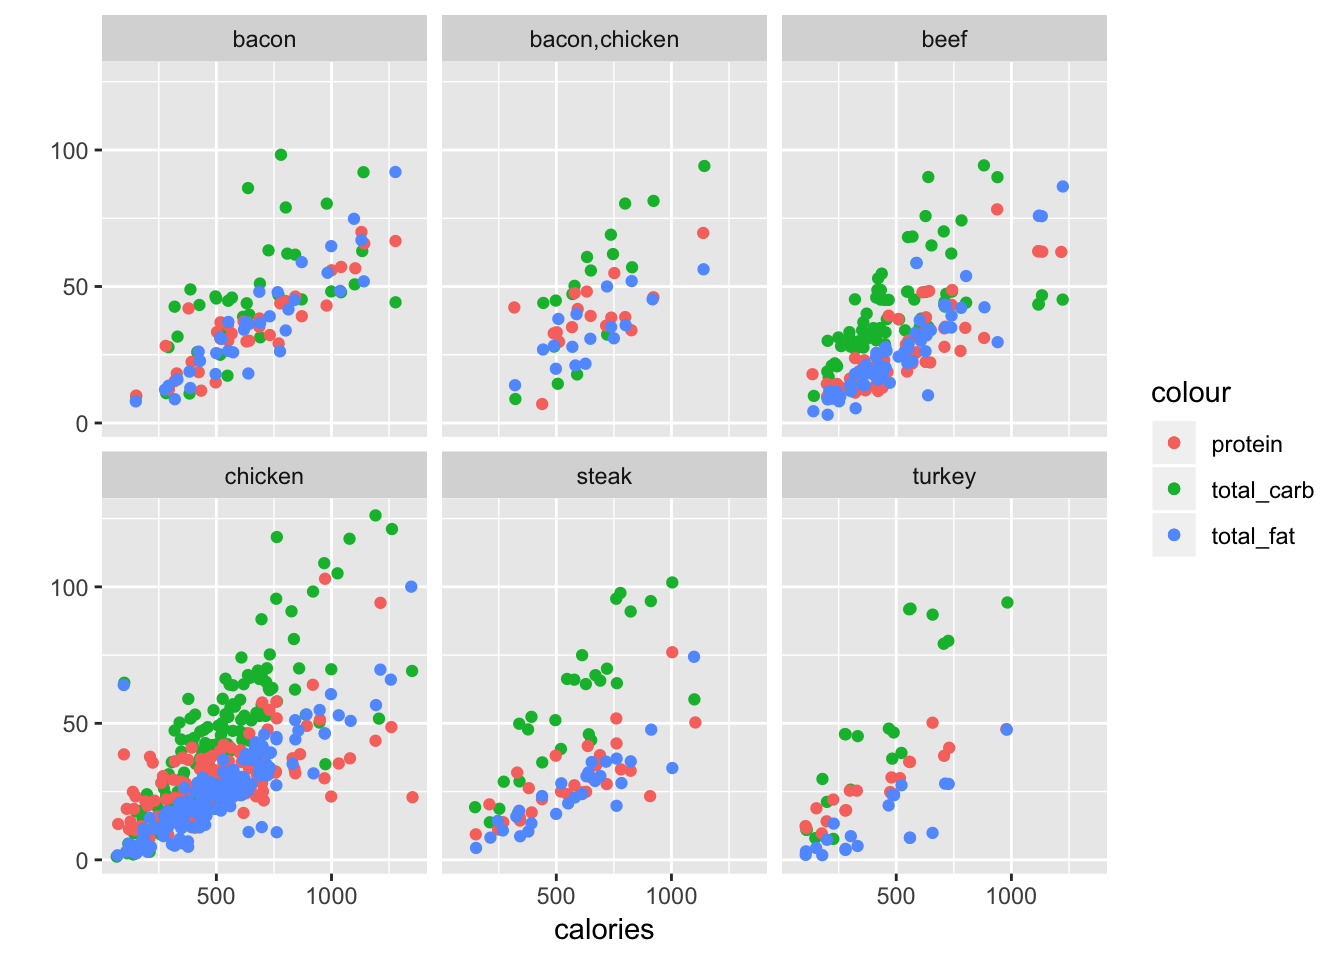 bacon
bacon,chicken
beef
100
50
0
chicken
steak
turkey
100
50
0
500
1000
500
1000
500
1000
calories
colour
protein
total_carb
total_fat